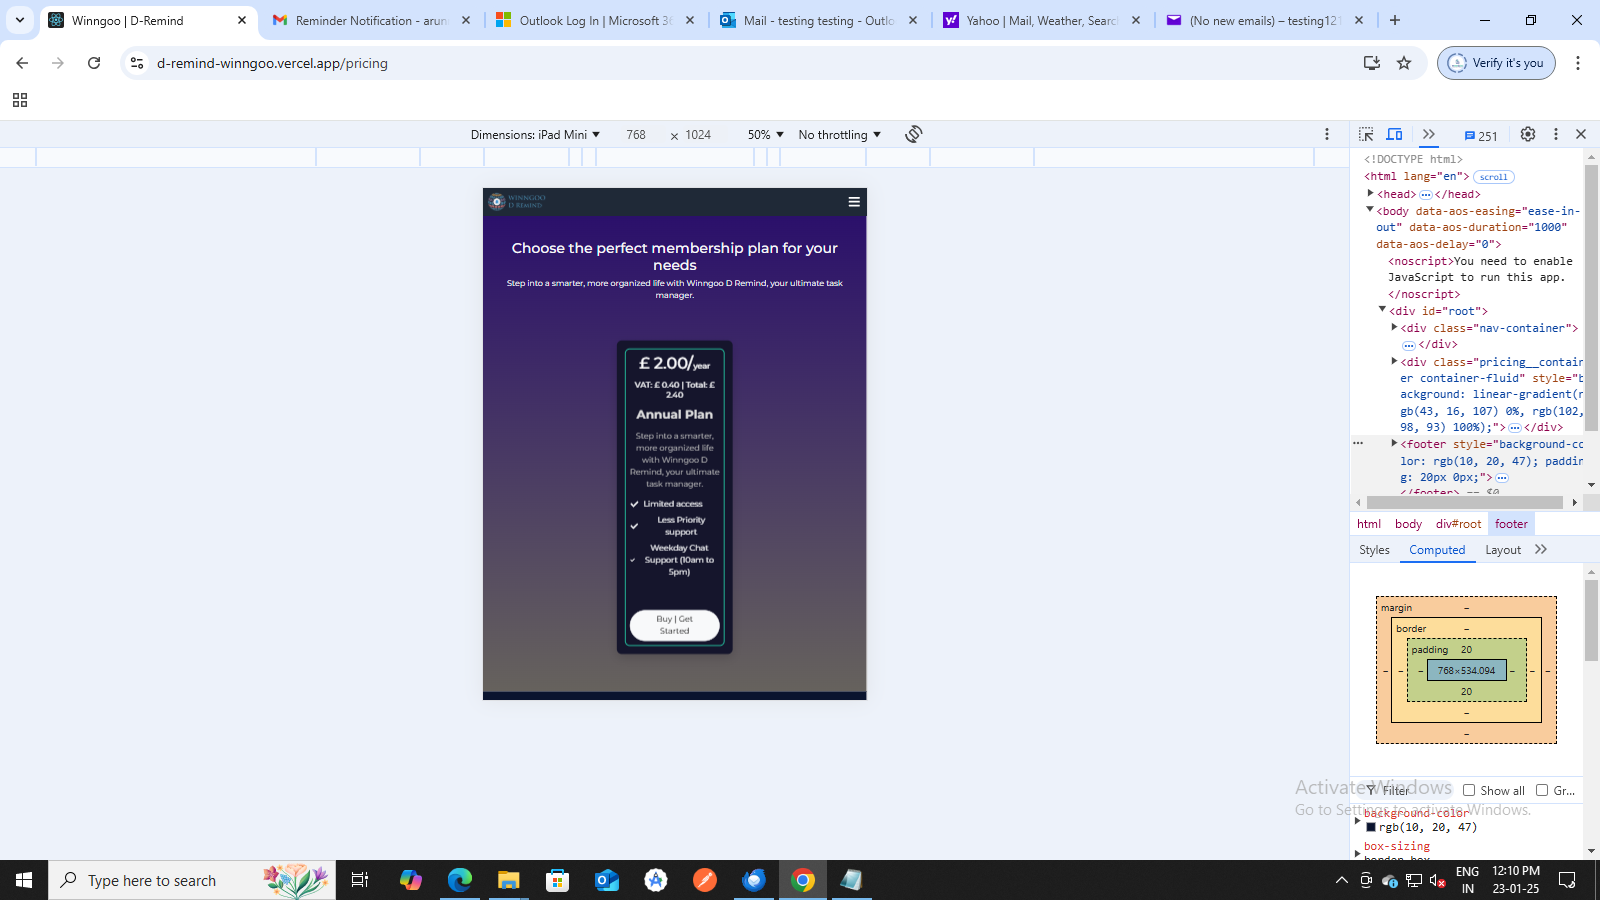 Winngoo | D-Remind
Reminder Notification - arun
Outlook Log In | Microsoft 36
Mail - testing testing - Outlo
Yahoo | Mail, Weather, Search
(No new emails) – testing121
d-remind-winngoo.vercel.app/pricing
Verify it's you
Dimensions: iPad Mini
768
×
1024
50%
No throttling
251
WINNGOO
D REMIND
Choose the perfect membership plan for your
needs
Step into a smarter, more organized life with Winngoo D Remind, your ultimate task
manager.
£ 2.00/year
VAT: £ 0.40 | Total: £
2.40
Annual Plan
Step into a smarter,
more organized life
with Winngoo D
Remind, your ultimate
task manager.
Limited access
Less Priority
support
Weekday Chat
Support (10am to
5pm)
Buy | Get
Started
<!DOCTYPE html>
<html lang="en"> scroll
<head> … </head>
<body data-aos-easing="ease-in-
out" data-aos-duration="1000"
data-aos-delay="0">
<noscript>You need to enable
JavaScript to run this app.
</noscript>
<div id="root">
<div class="nav-container">
… </div>
<div class="pricing__contain
er container-fluid" style="b
ackground: linear-gradient(r
gb(43, 16, 107) 0%, rgb(102,
98, 93) 100%);"> … </div>
… <footer style="background-co
lor: rgb(10, 20, 47); paddin
g: 20px 0px;"> …
</footer> == $0
html body div#root footer
Styles Computed Layout
margin –
border –
padding 20
– – – 768×534.094 – – –
20
–
–
Filter Show all Gr...
background-color
rgb(10, 20, 47)
box-sizing
border-box
Activate Windows
Go to Settings to activate Windows.
Type here to search
ENG
IN
12:10 PM
23-01-25